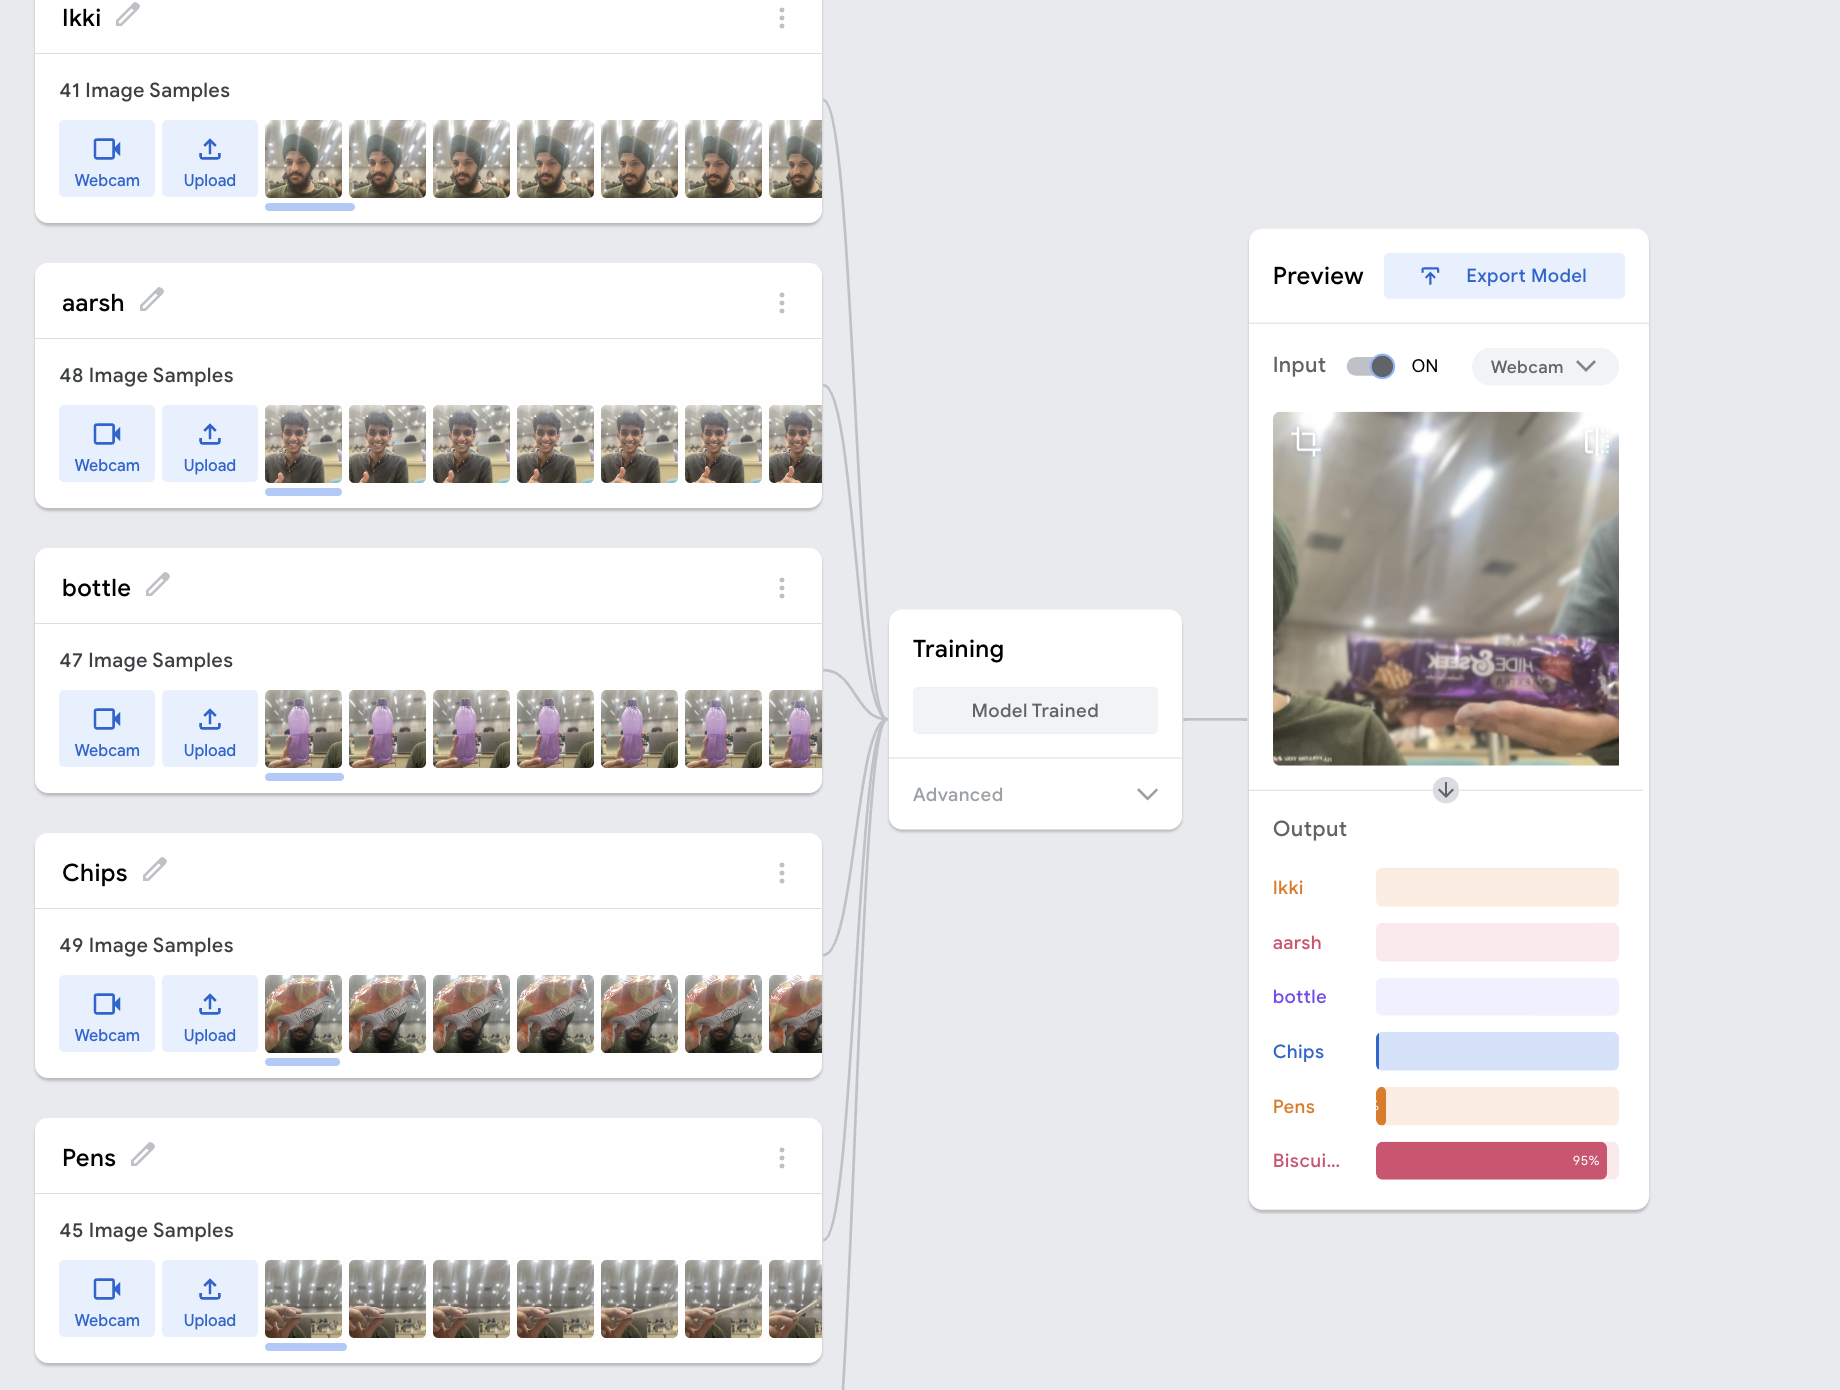 Ikki
41 Image Samples
Webcam
Upload
aarsh
48 Image Samples
Webcam
Upload
bottle
47 Image Samples
Webcam
Upload
Chips
49 Image Samples
Webcam
Upload
Pens
45 Image Samples
Webcam
Upload
Training
Model Trained
Advanced
Preview
Export Model
Input
ON
Webcam
HIDE & SEEK
Output
Ikki
aarsh
bottle
Chips
Pens
Biscui...
95%